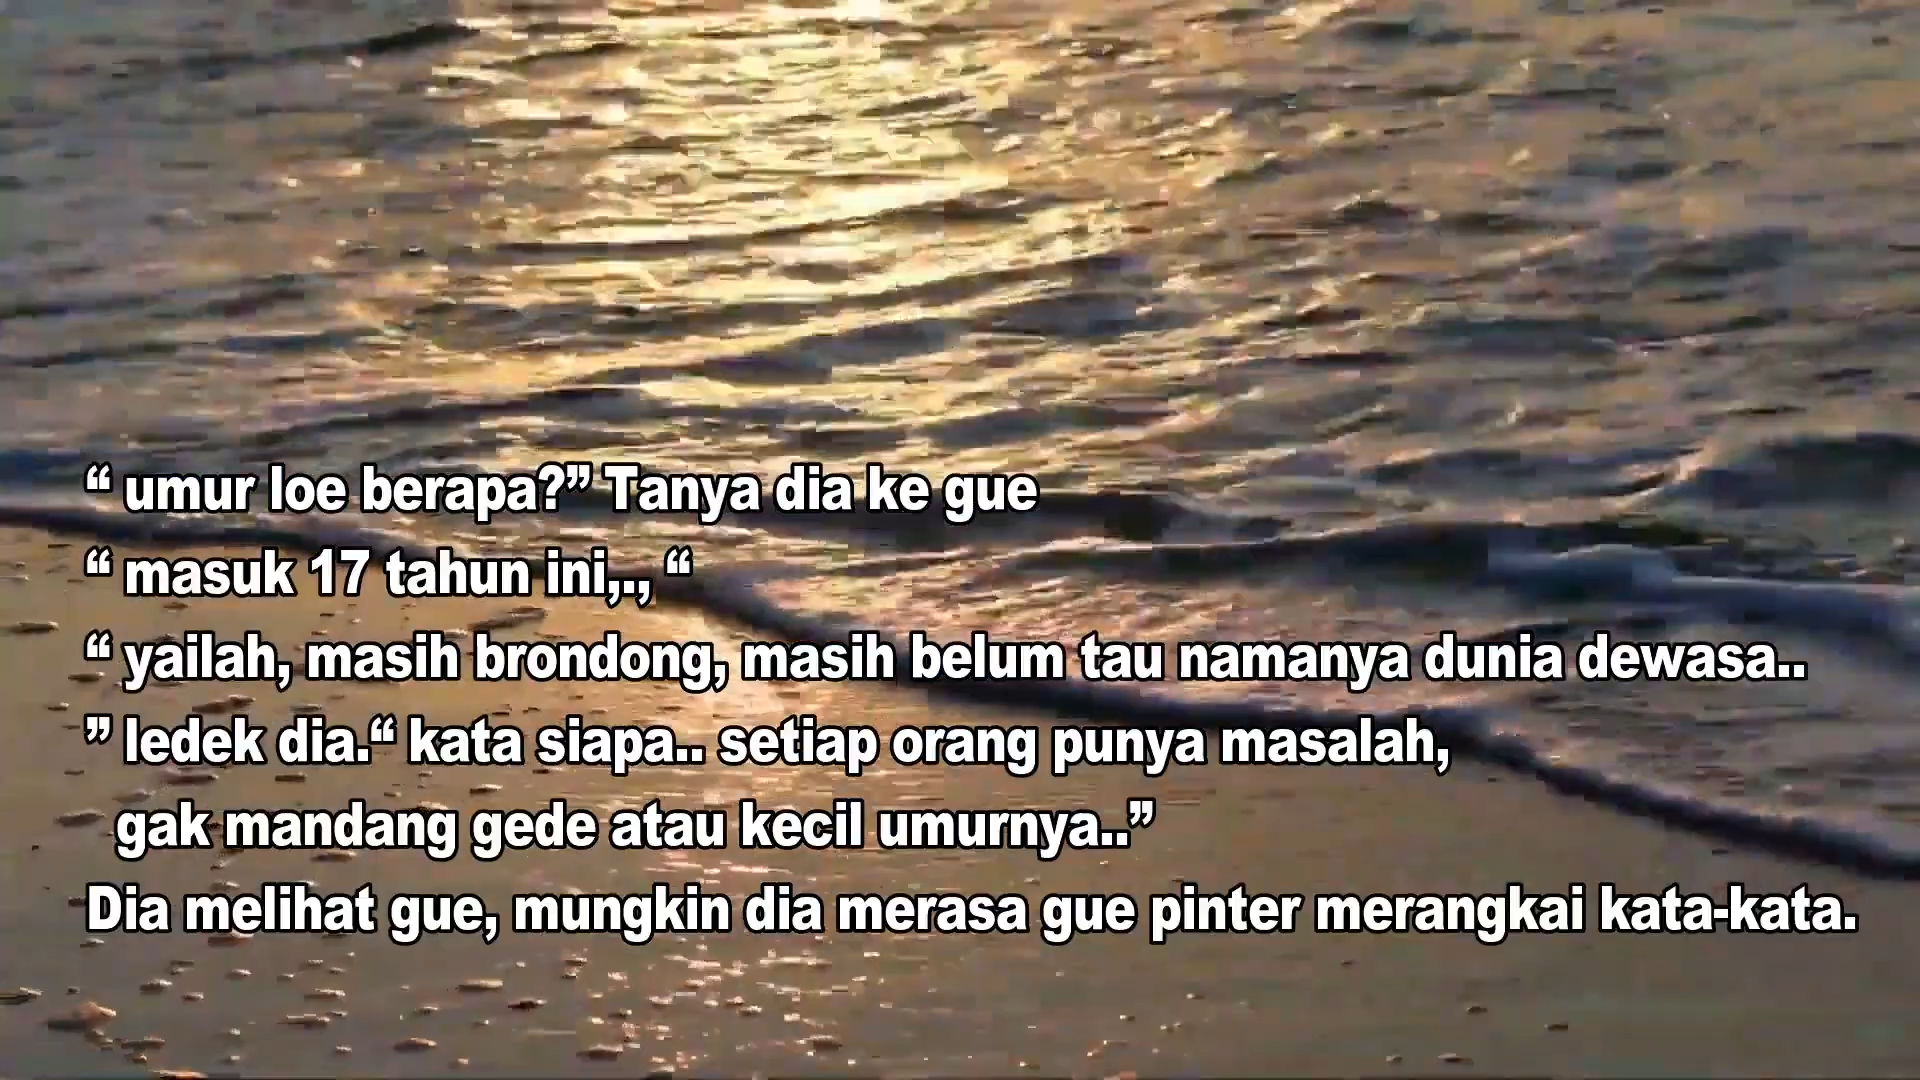 “ umur loe berapa?” Tanya dia ke gue
“ masuk 17 tahun ini,., “
“ yailah, masih brondong, masih belum tau namanya dunia dewasa..
” ledek dia.“ kata siapa.. setiap orang punya masalah,
gak mandang gede atau kecil umurnya..”
Dia melihat gue, mungkin dia merasa gue pinter merangkai kata-kata.